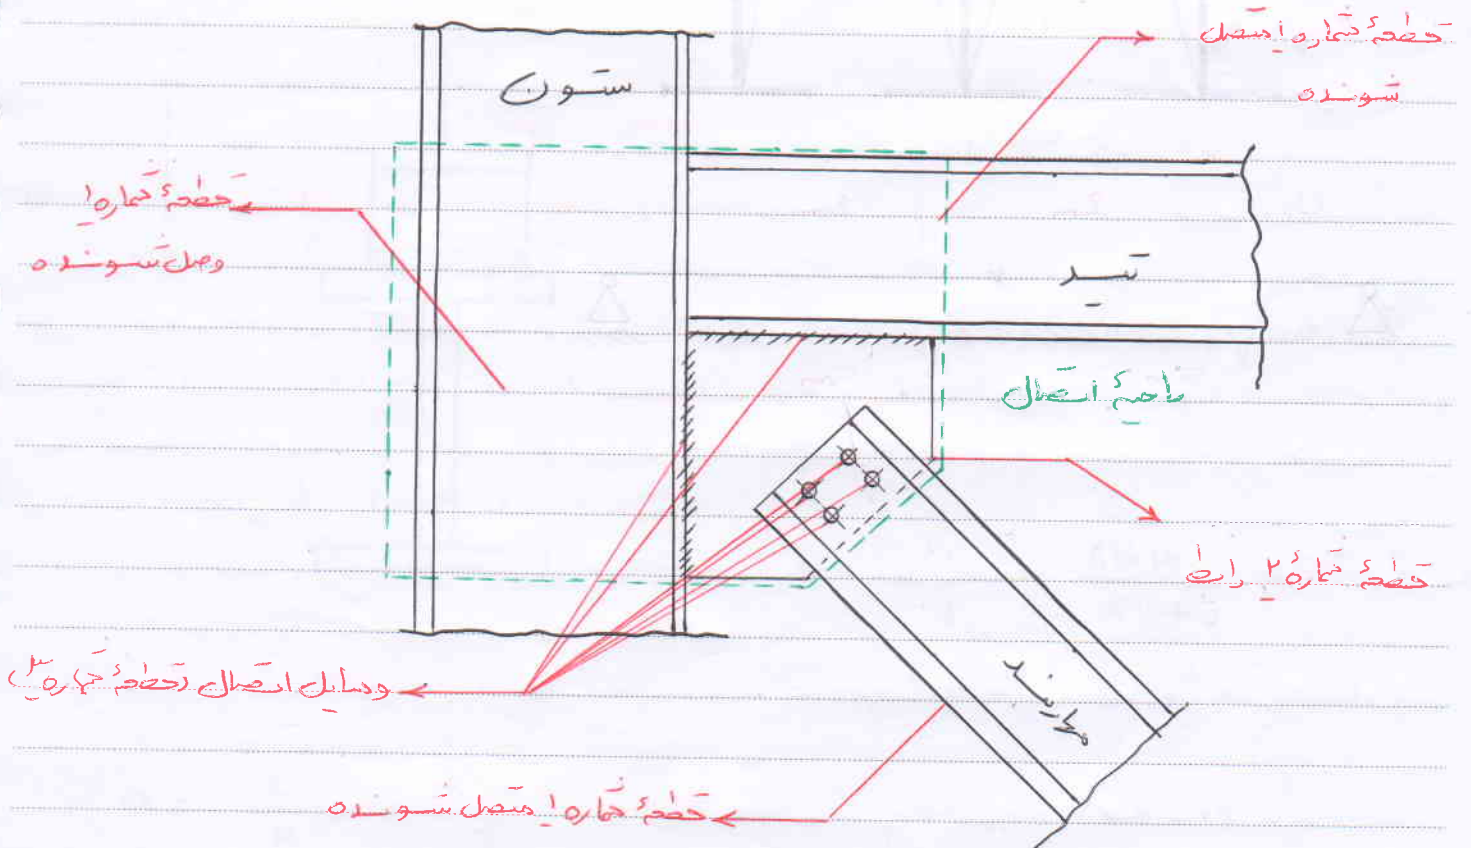 قطعهٔ شماره ۱ متصل
شونده
ستون
قطعهٔ شماره ۱
وصل شونده
تیر
ناحیهٔ اتصال
قطعهٔ شمارهٔ ۲ رابط
مهاربند
وسایل اتصال (قطعهٔ شماره ۳)
قطعهٔ شماره ۱ متصل شونده